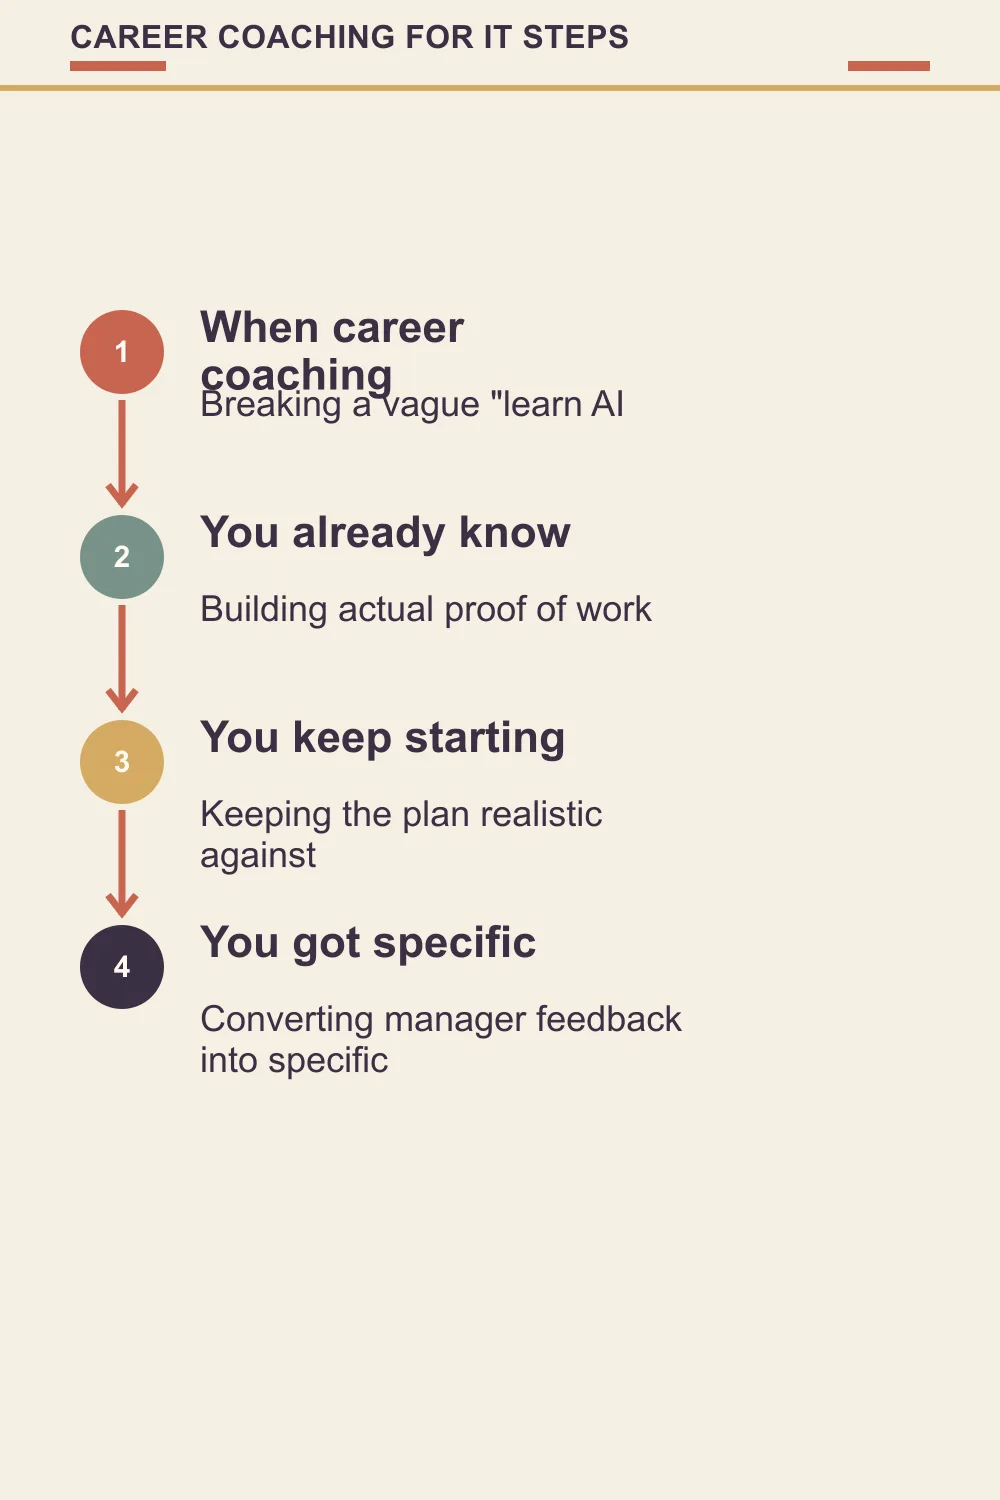 CAREER COACHING FOR IT STEPS
1
When career
coaching
Breaking a vague "learn AI
2
You already know
Building actual proof of work
3
You keep starting
Keeping the plan realistic
against
4
You got specific
Converting manager feedback
into specific